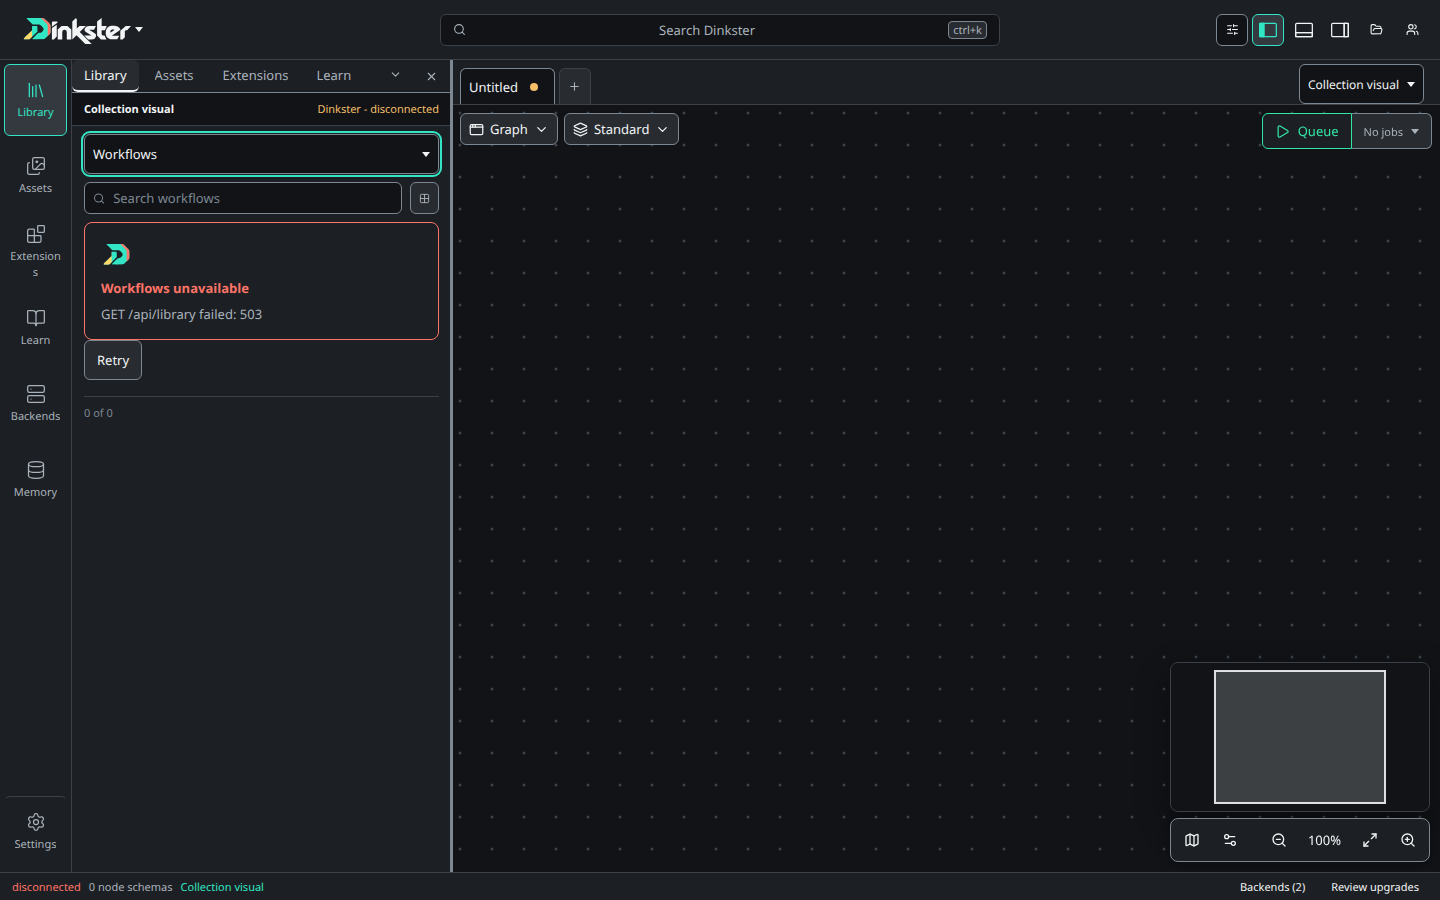 Dinkster
Search Dinkster
ctrl+k
Library
Assets
Extensions
Learn
Library
Assets
Extension
s
Learn
Backends
Memory
Settings
Collection visual
Dinkster - disconnected
Workflows
Search workflows
Workflows unavailable
GET /api/library failed: 503
Retry
0 of 0
Untitled
Collection visual
Graph
Standard
Queue
No jobs
100%
disconnected
0 node schemas
Collection visual
Backends (2)
Review upgrades